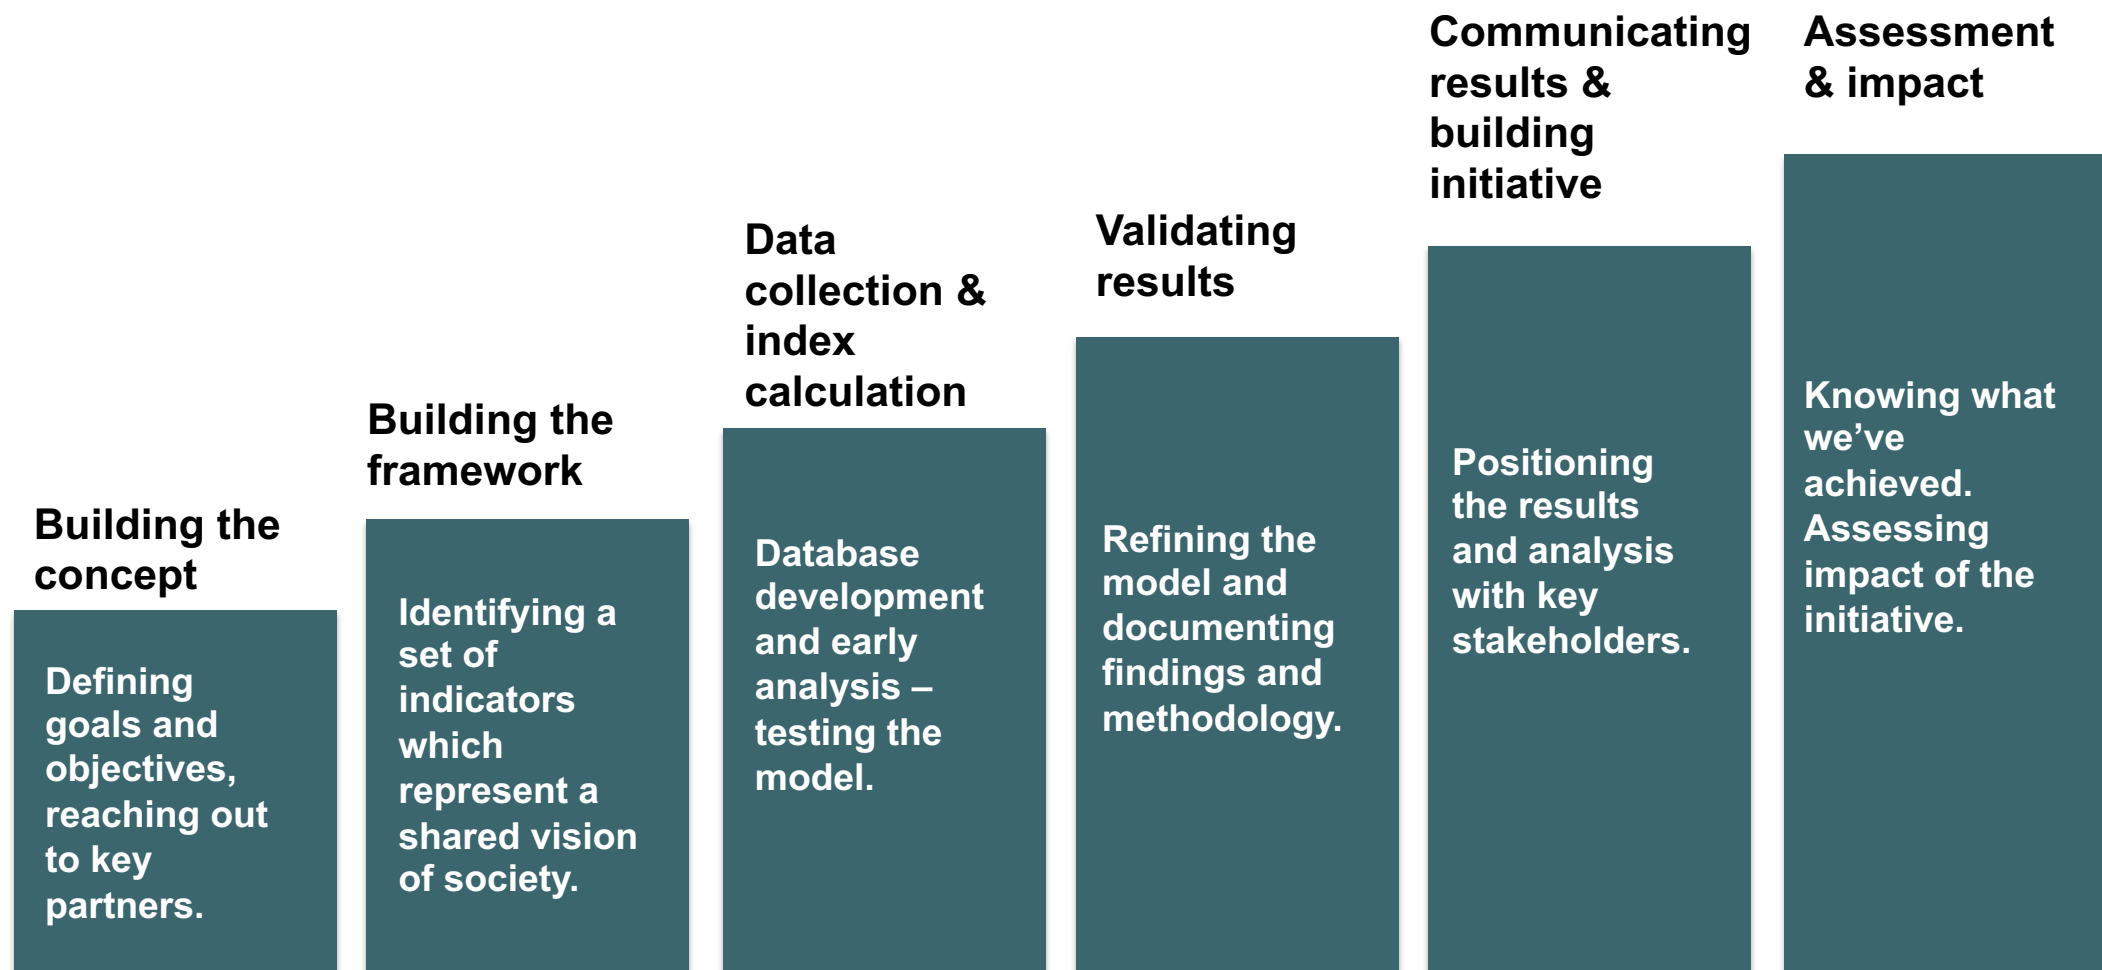 Building the
concept
Defining
goals and
objectives,
reaching out
to key
partners.
Building the
framework
Identifying a
set of
indicators
which
represent a
shared vision
of society.
Data
collection &
index
calculation
Database
development
and early
analysis –
testing the
model.
Validating
results
Refining the
model and
documenting
findings and
methodology.
Communicating
results &
building
initiative
Positioning
the results
and analysis
with key
stakeholders.
Assessment
& impact
Knowing what
we’ve
achieved.
Assessing
impact of the
initiative.